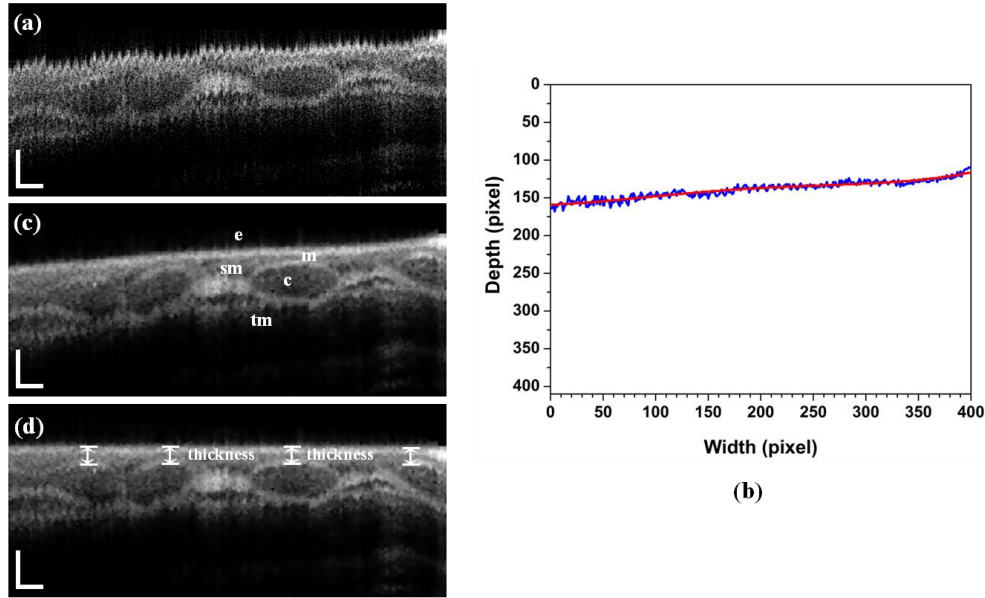 (a)
(c)
e
m
sm
c
tm
(d)
thickness thickness
0
50
100
150
200
250
300
350
400
Depth (pixel)
0 50 100 150 200 250 300 350 400
Width (pixel)
(b)